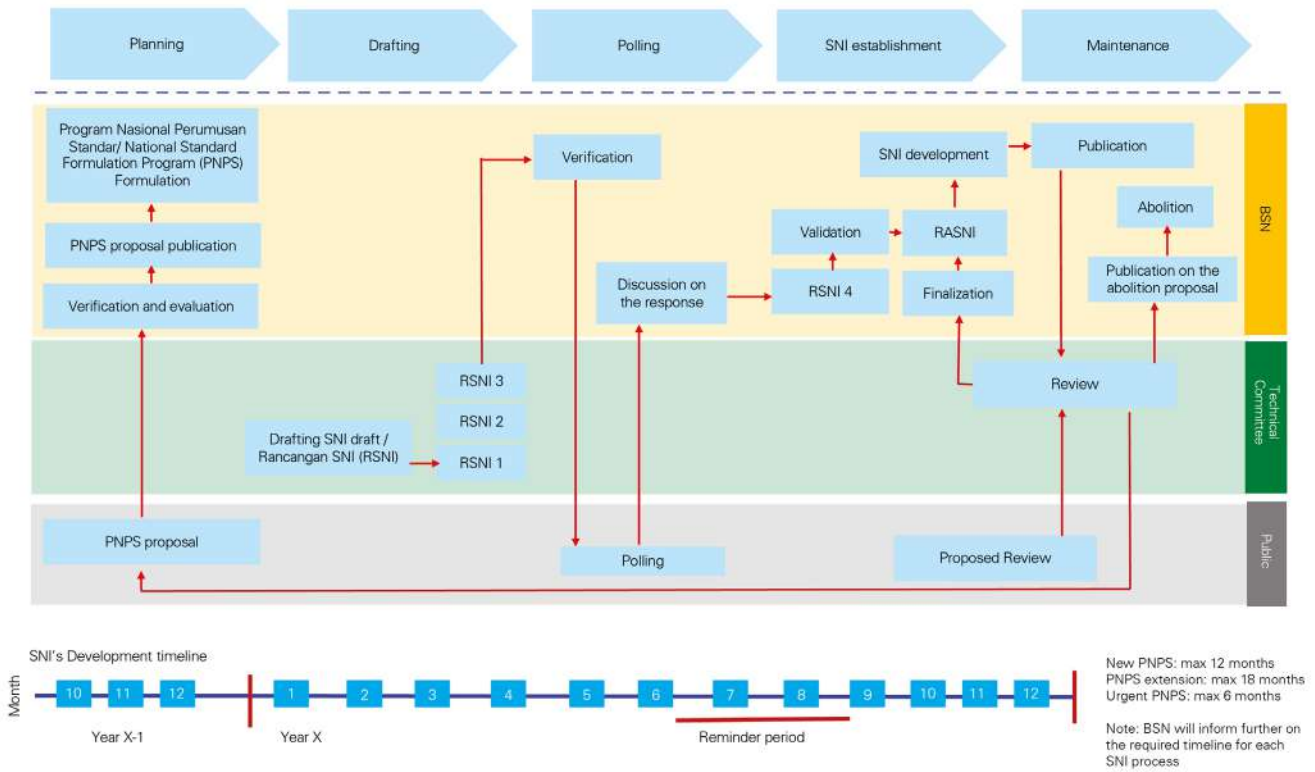 Planning
Drafting
Polling
SNI establishment
Maintenance
Program Nasional Perumusan
Standar/ National Standard
Formulation Program (PNPS)
Formulation
PNPS proposal publication
Verification and evaluation
Verification
Discussion on
the response
Validation
RSNI 4
SNI development
RASNI
Finalization
Publication
Abolition
Publication on the
abolition proposal
BSN
Drafting SNI draft /
Rancangan SNI (RSNI)
RSNI 3
RSNI 2
RSNI 1
Review
Technical
Committee
PNPS proposal
Polling
Proposed Review
Public
SNI's Development timeline
Month
10
11
12
1
2
3
4
5
6
7
8
9
10
11
12
Year X-1
Year X
Reminder period
New PNPS: max 12 months
PNPS extension: max 18 months
Urgent PNPS: max 6 months
Note: BSN will inform further on
the required timeline for each
SNI process